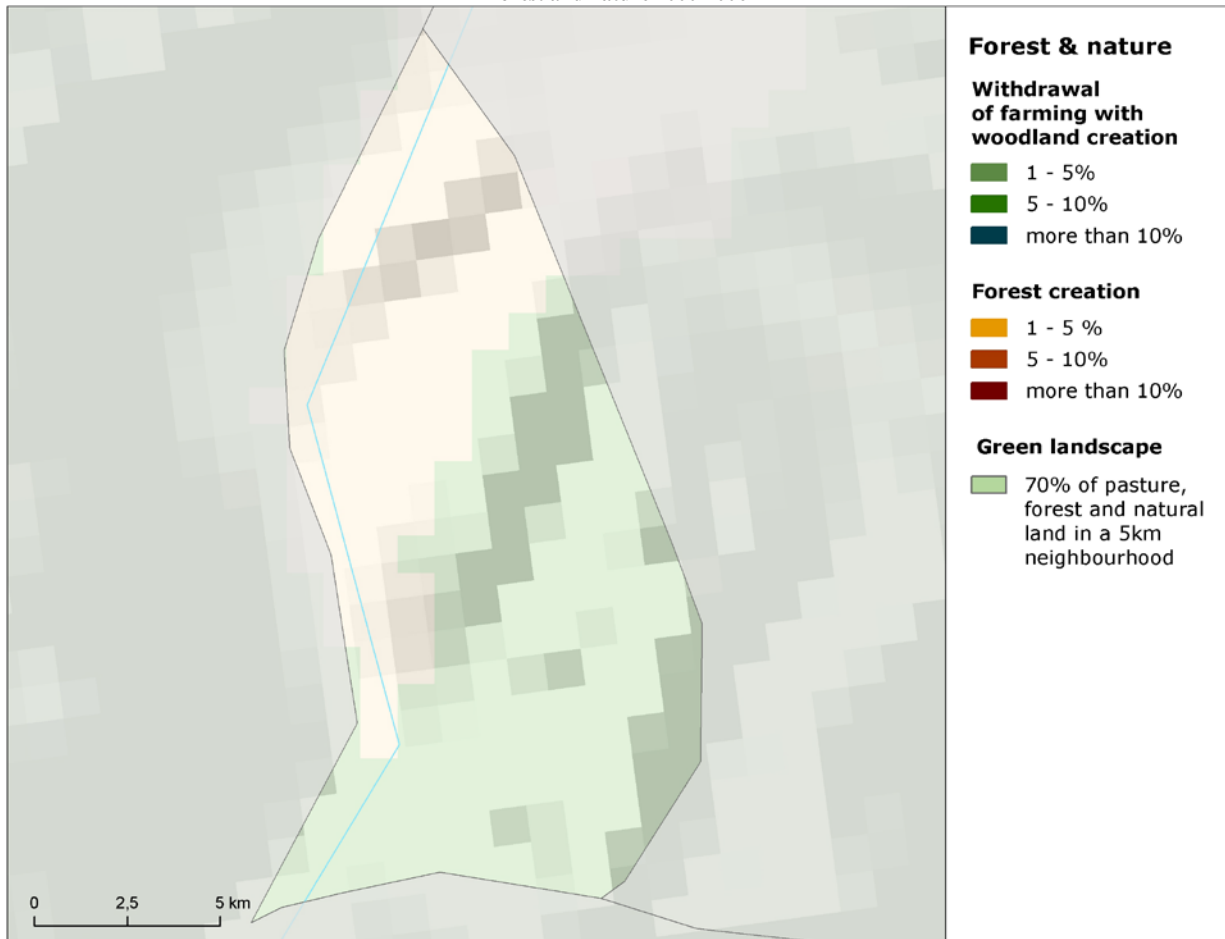 Forest & nature
Withdrawal
of farming with
woodland creation
1 - 5%
5 - 10%
more than 10%
Forest creation
1 - 5 %
5 - 10%
more than 10%
Green landscape
70% of pasture,
forest and natural
land in a 5km
neighbourhood
0 2,5 5 km